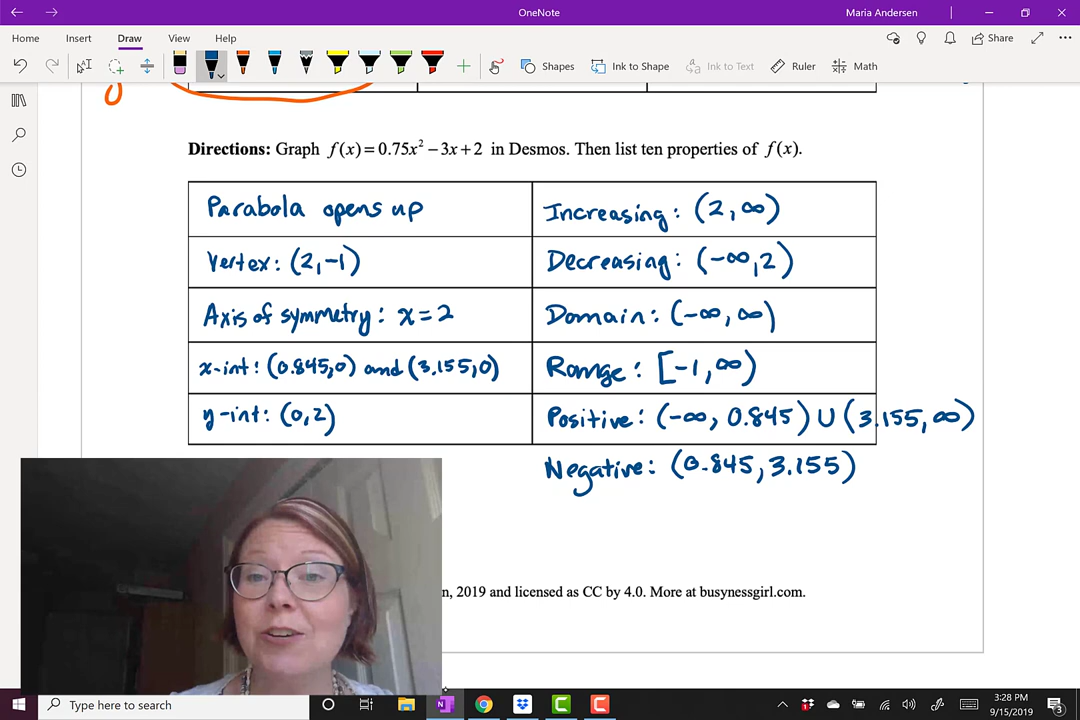 OneNote
Maria Andersen
Home Insert Draw View Help
Share
Shapes
Ink to Shape
Ink to Text
Ruler
Math
Directions: Graph f(x) = 0.75x² − 3x + 2 in Desmos. Then list ten properties of f(x).
Parabola opens up
Increasing: (2, ∞)
Vertex: (2, −1)
Decreasing: (−∞, 2)
Axis of symmetry: x = 2
Domain: (−∞, ∞)
x-int: (0.845, 0) and (3.155, 0)
Range: [−1, ∞)
y-int: (0, 2)
Positive: (−∞, 0.845) ∪ (3.155, ∞)
Negative: (0.845, 3.155)
n, 2019 and licensed as CC by 4.0. More at busynessgirl.com.
Type here to search
3:28 PM
9/15/2019
3